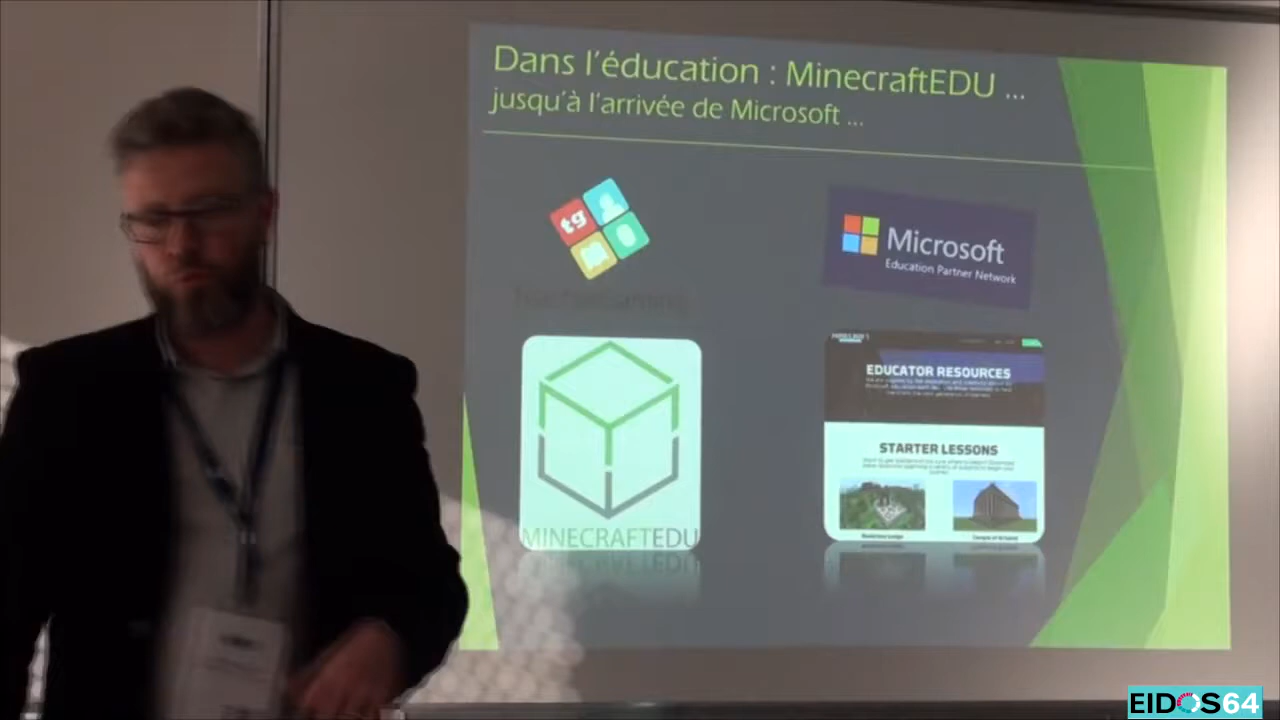 Dans l'éducation : MinecraftEDU ...
jusqu'à l'arrivée de Microsoft ...
tg
Microsoft
Education Partner Network
EDUCATOR RESOURCES
STARTER LESSONS
MINECRAFTEDU
EIDOS64